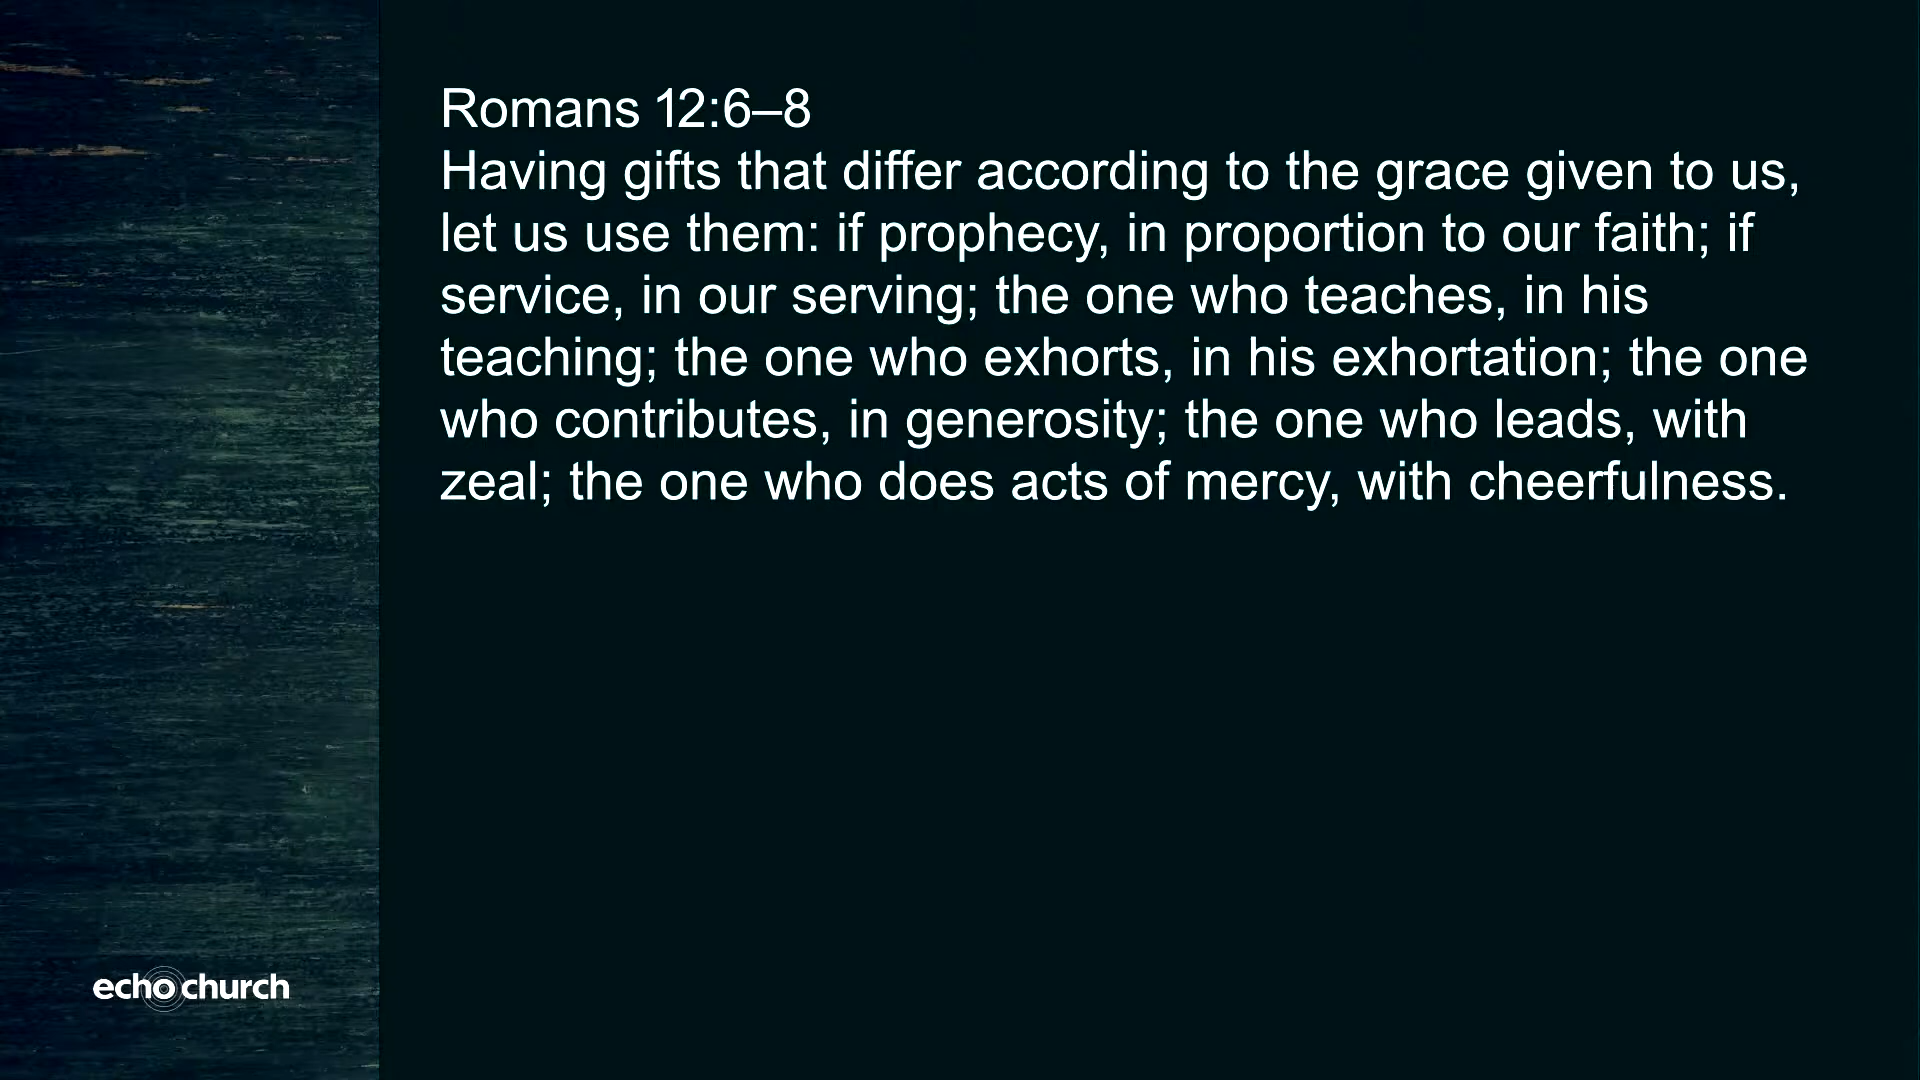 Romans 12:6–8
Having gifts that differ according to the grace given to us,
let us use them: if prophecy, in proportion to our faith; if
service, in our serving; the one who teaches, in his
teaching; the one who exhorts, in his exhortation; the one
who contributes, in generosity; the one who leads, with
zeal; the one who does acts of mercy, with cheerfulness.
echo church